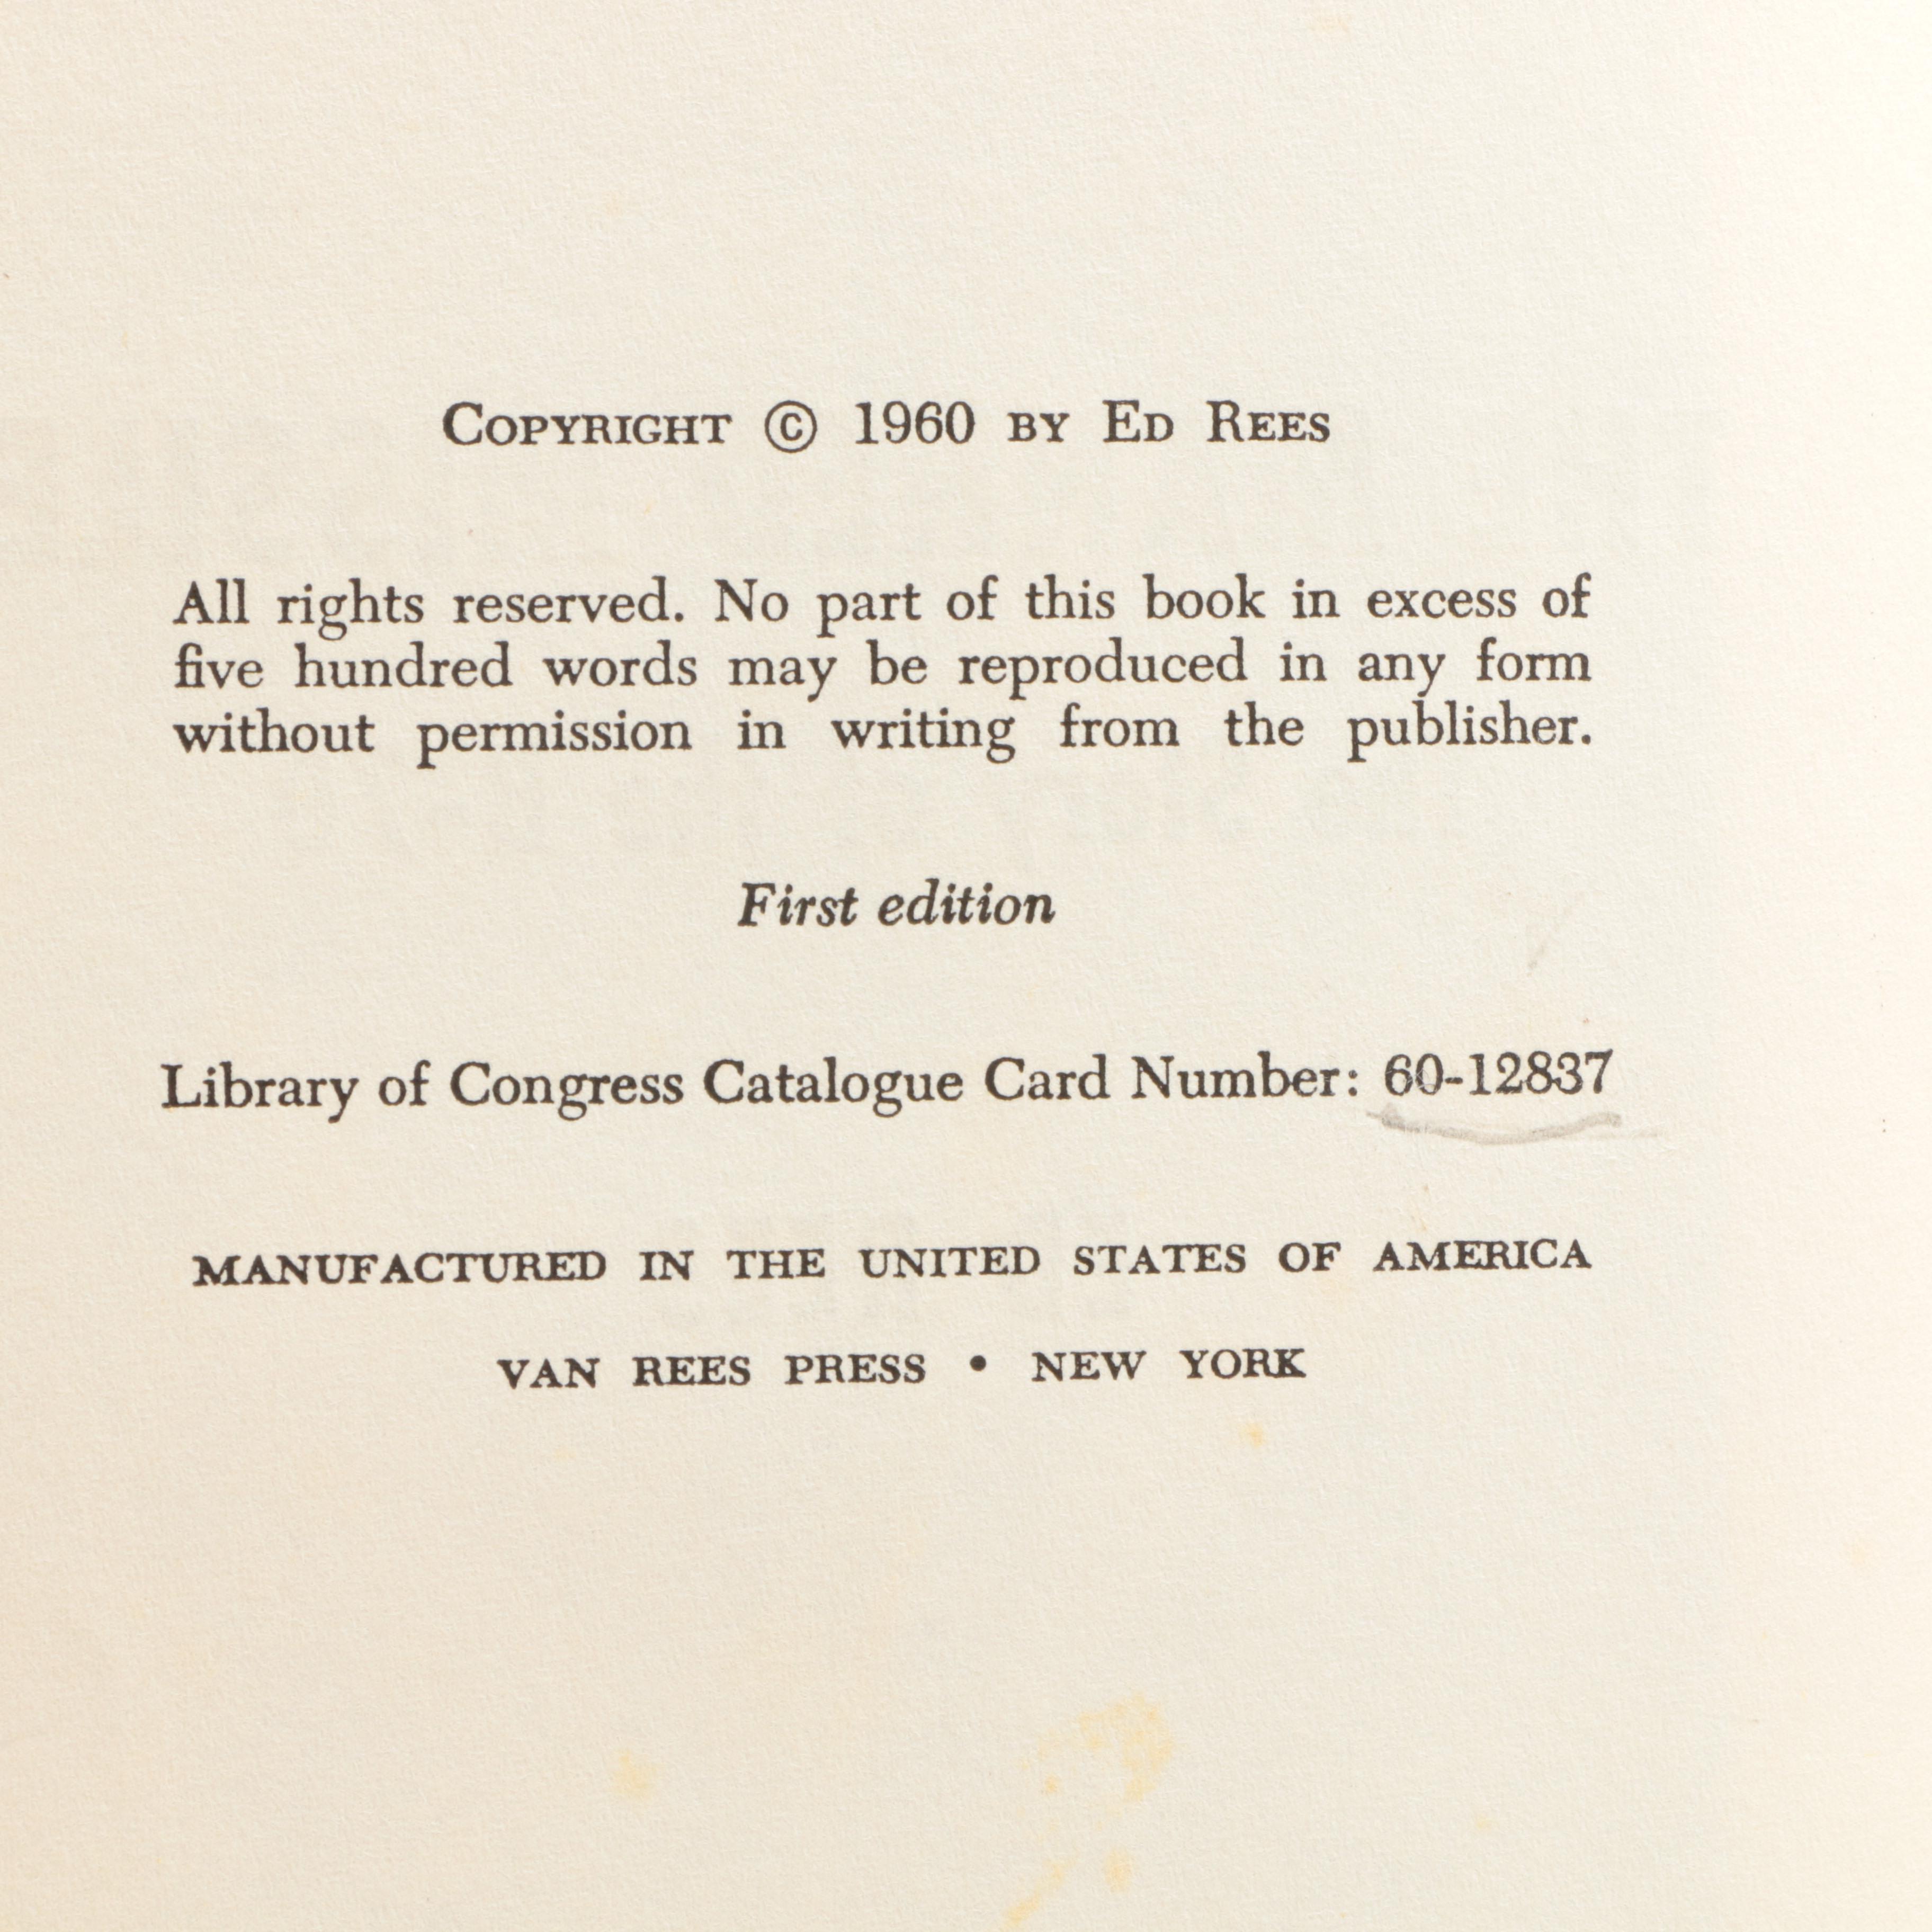 Copyright © 1960 by Ed Rees
All rights reserved. No part of this book in excess of
five hundred words may be reproduced in any form
without permission in writing from the publisher.
First edition
Library of Congress Catalogue Card Number: 60-12837
MANUFACTURED IN THE UNITED STATES OF AMERICA
VAN REES PRESS • NEW YORK